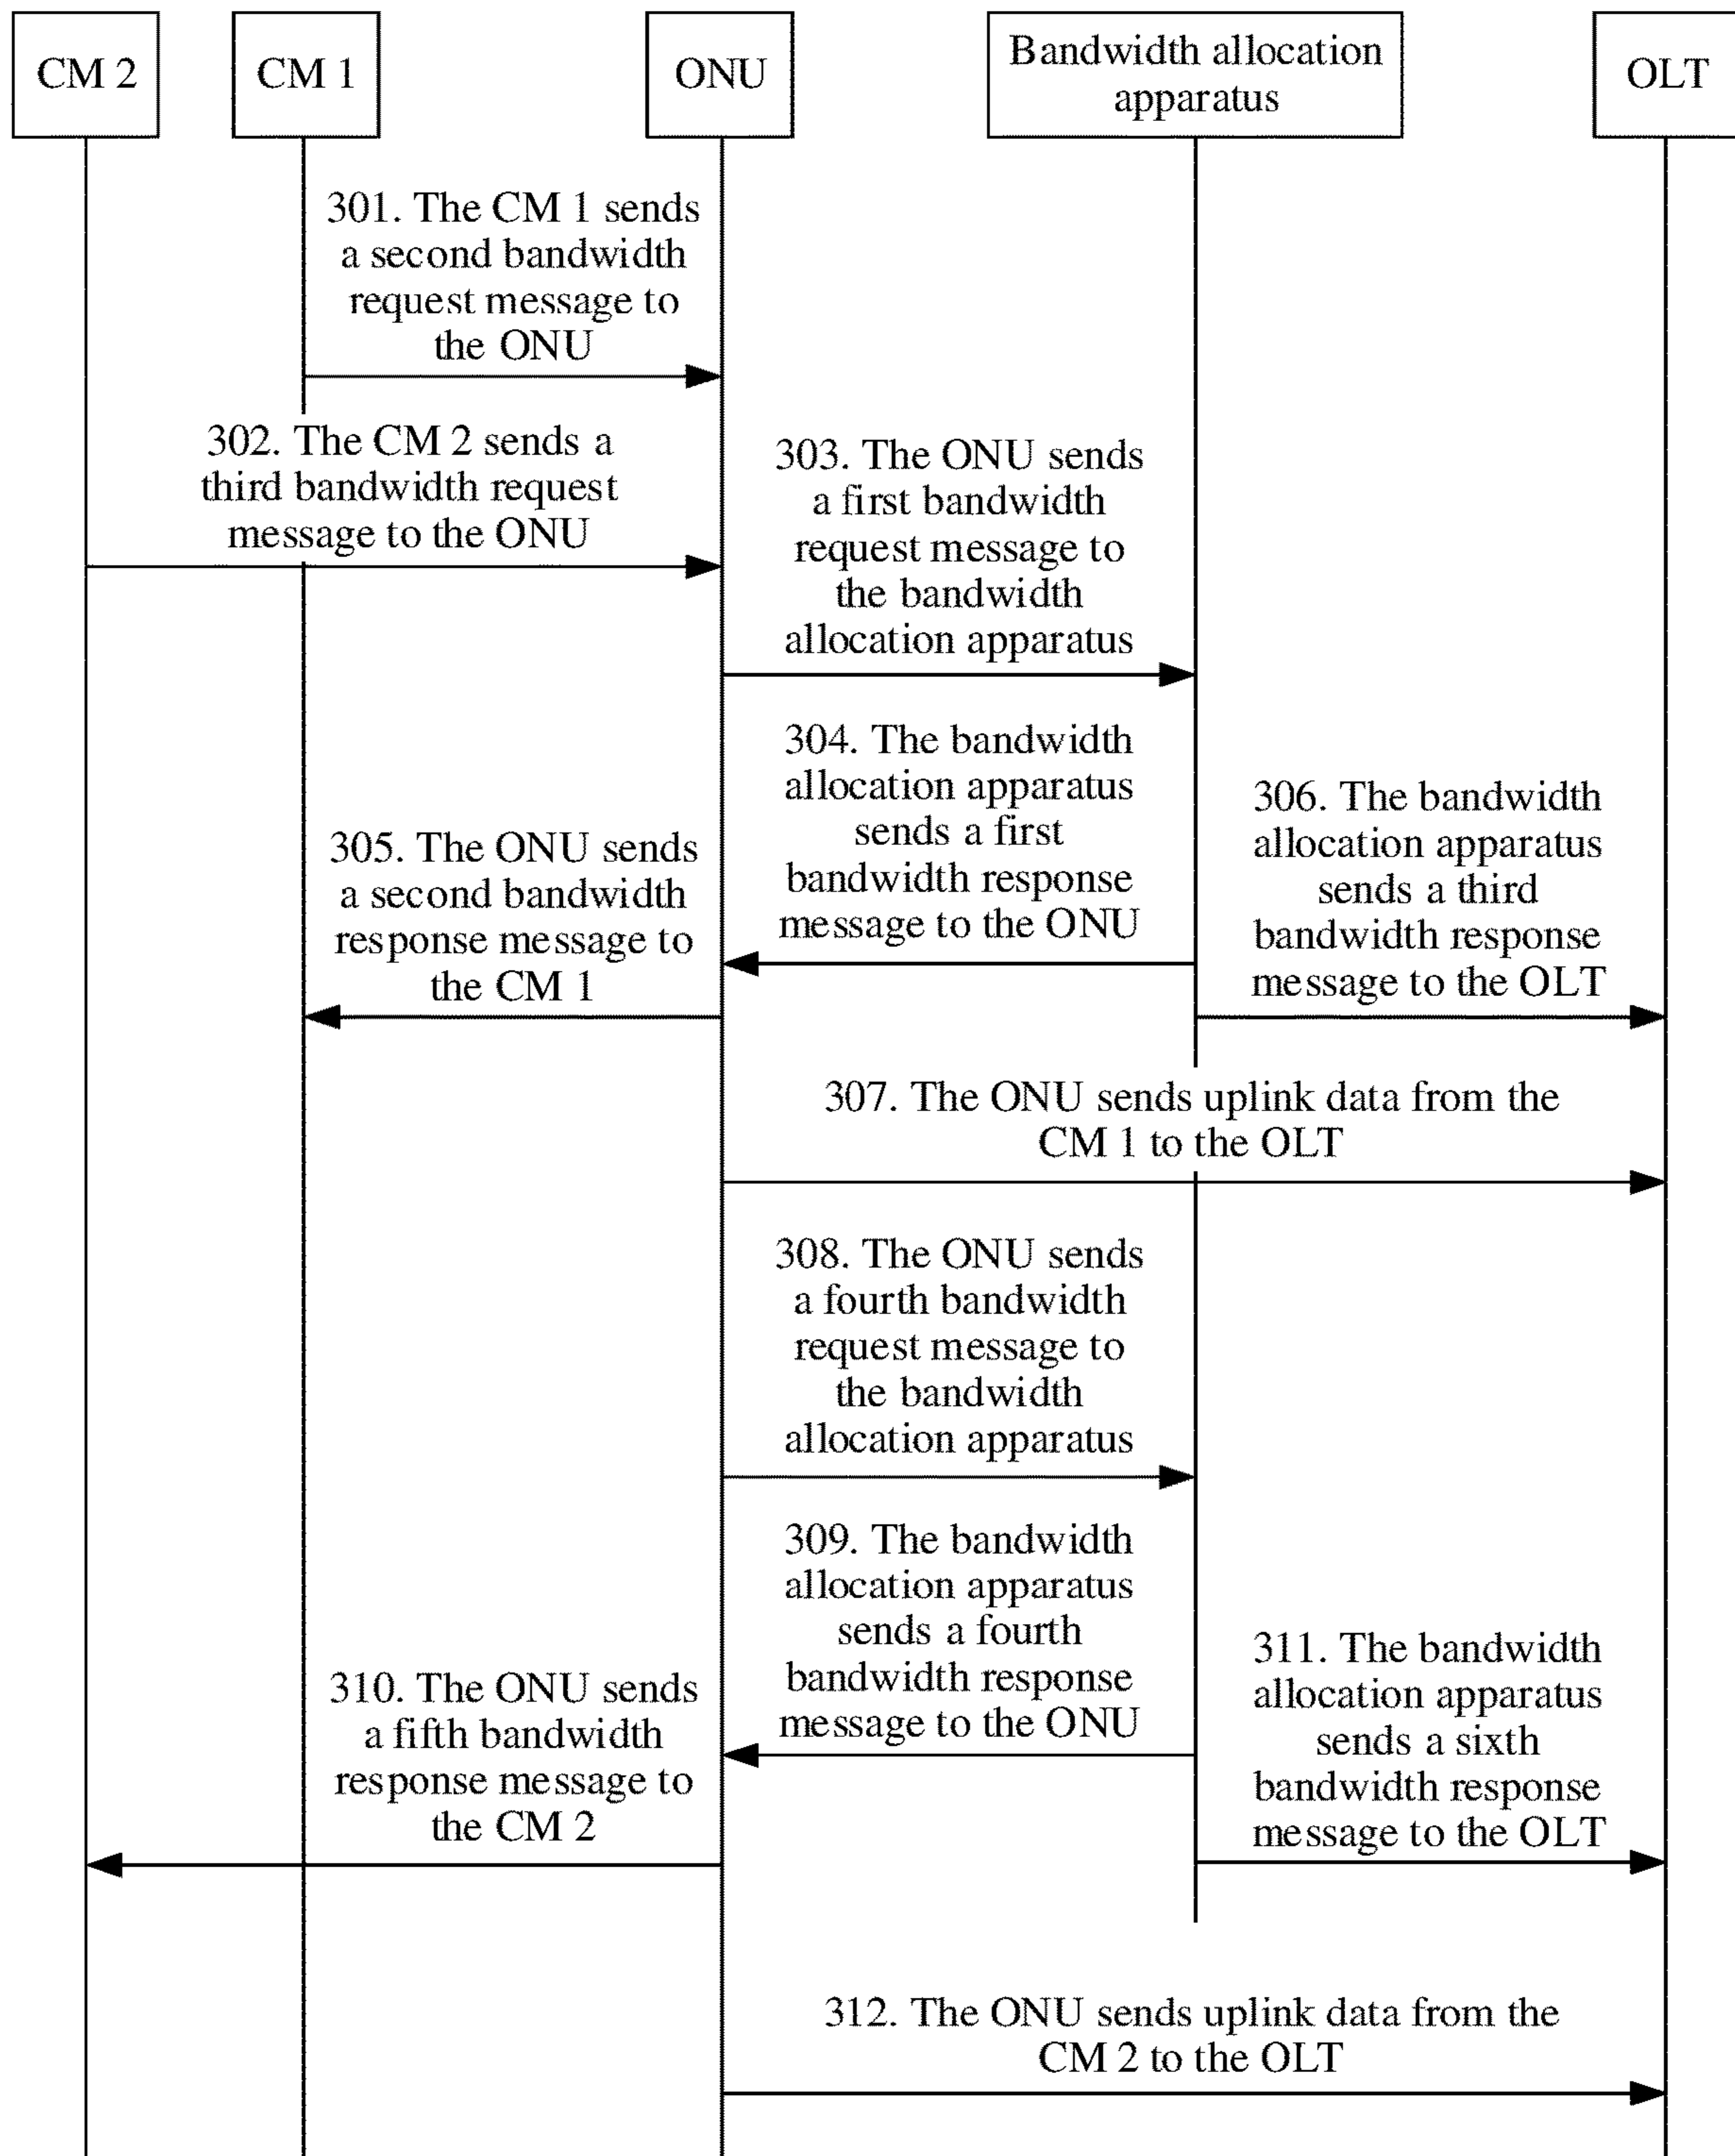 CM 2
CM 1
ONU
Bandwidth allocation
apparatus
OLT
301. The CM 1 sends
a second bandwidth
request message to
the ONU
302. The CM 2 sends a
third bandwidth request
message to the ONU
303. The ONU sends
a first bandwidth
request message to
the bandwidth
allocation apparatus
304. The bandwidth
allocation apparatus
sends a first
bandwidth response
message to the ONU
305. The ONU sends
a second bandwidth
response message to
the CM 1
306. The bandwidth
allocation apparatus
sends a third
bandwidth response
message to the OLT
307. The ONU sends uplink data from the
CM 1 to the OLT
308. The ONU sends
a fourth bandwidth
request message to
the bandwidth
allocation apparatus
309. The bandwidth
allocation apparatus
sends a fourth
bandwidth response
message to the ONU
310. The ONU sends
a fifth bandwidth
response message to
the CM 2
311. The bandwidth
allocation apparatus
sends a sixth
bandwidth response
message to the OLT
312. The ONU sends uplink data from the
CM 2 to the OLT